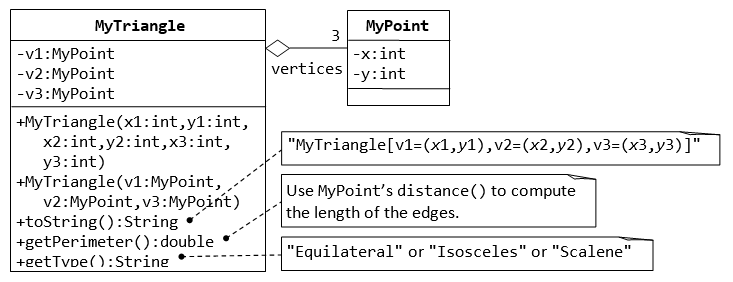 MyTriangle
-v1:MyPoint
-v2:MyPoint
-v3:MyPoint
+MyTriangle(x1:int,y1:int,
x2:int,y2:int,x3:int,
y3:int)
+MyTriangle(v1:MyPoint,
v2:MyPoint,v3:MyPoint)
+toString():String
+getPerimeter():double
+getType():String
3
vertices
MyPoint
-x:int
-y:int
"MyTriangle[v1=(x1,y1),v2=(x2,y2),v3=(x3,y3)]"
Use MyPoint's distance() to compute
the length of the edges.
"Equilateral" or "Isosceles" or "Scalene"